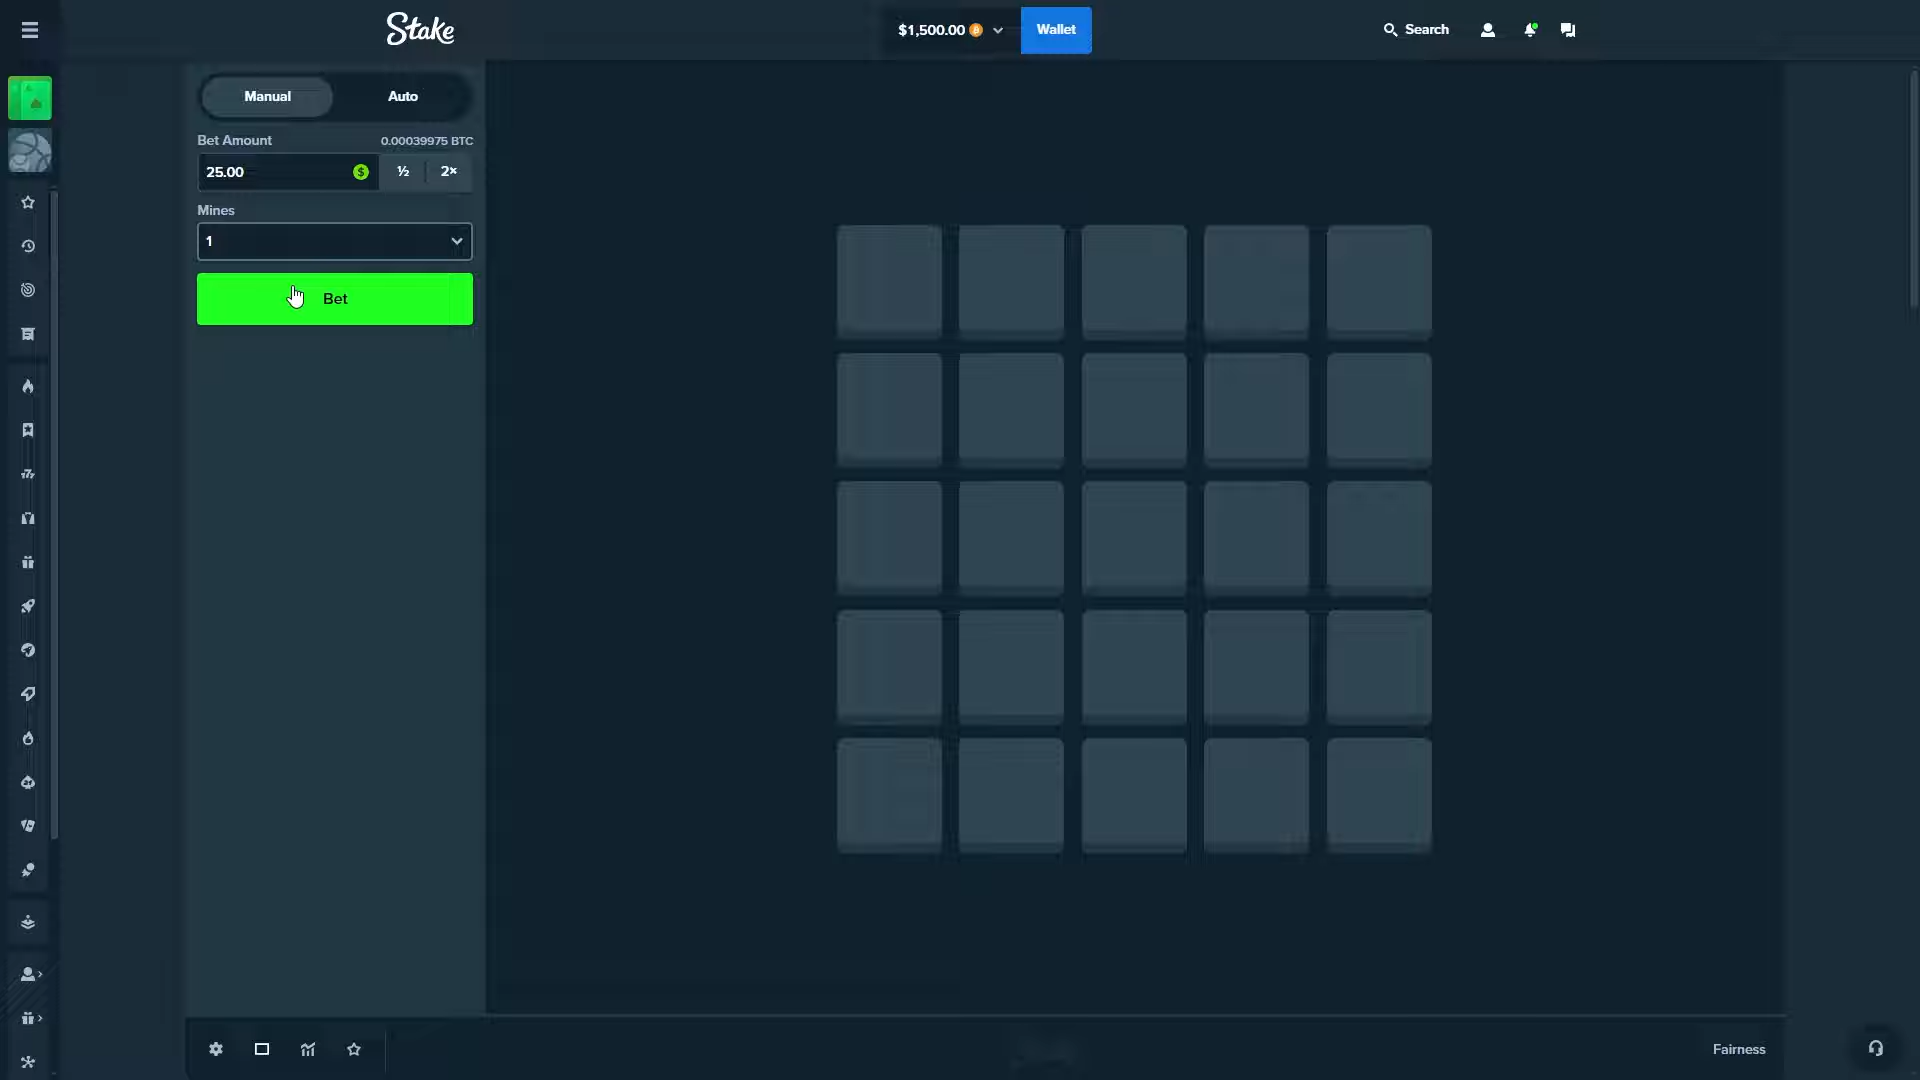 Stake
$1,500.00
Wallet
Search
Manual
Auto
Bet Amount
0.00039975 BTC
25.00
$
½
2×
Mines
1
Bet
Fairness